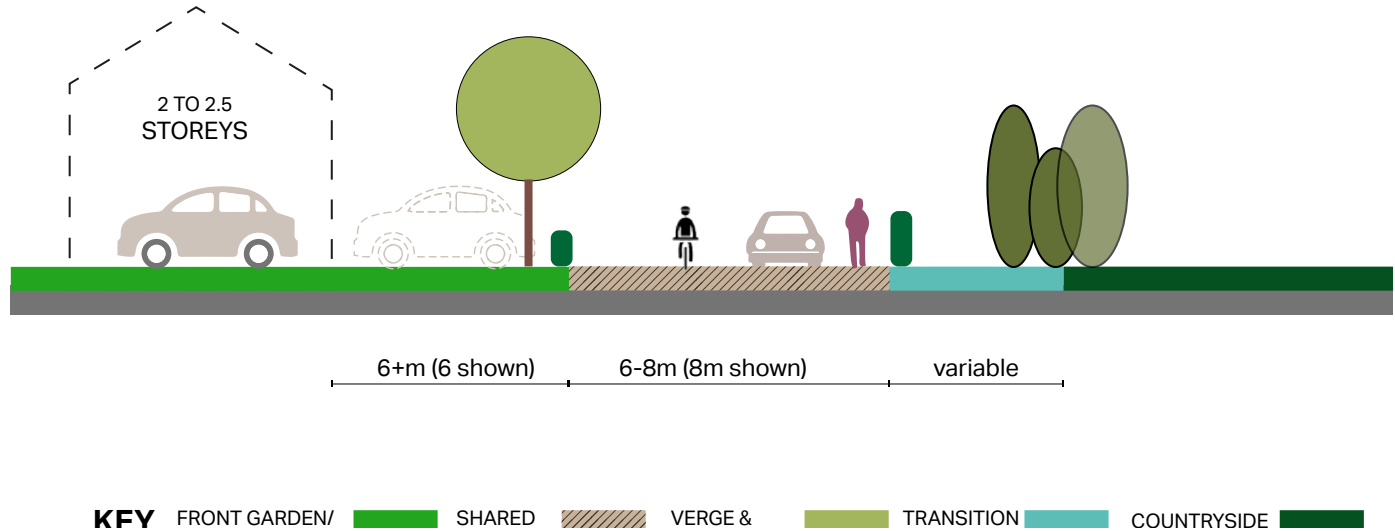 2 TO 2.5
STOREYS
6+m (6 shown)
6-8m (8m shown)
variable
KEY FRONT GARDEN/ SHARED VERGE & TRANSITION COUNTRYSIDE